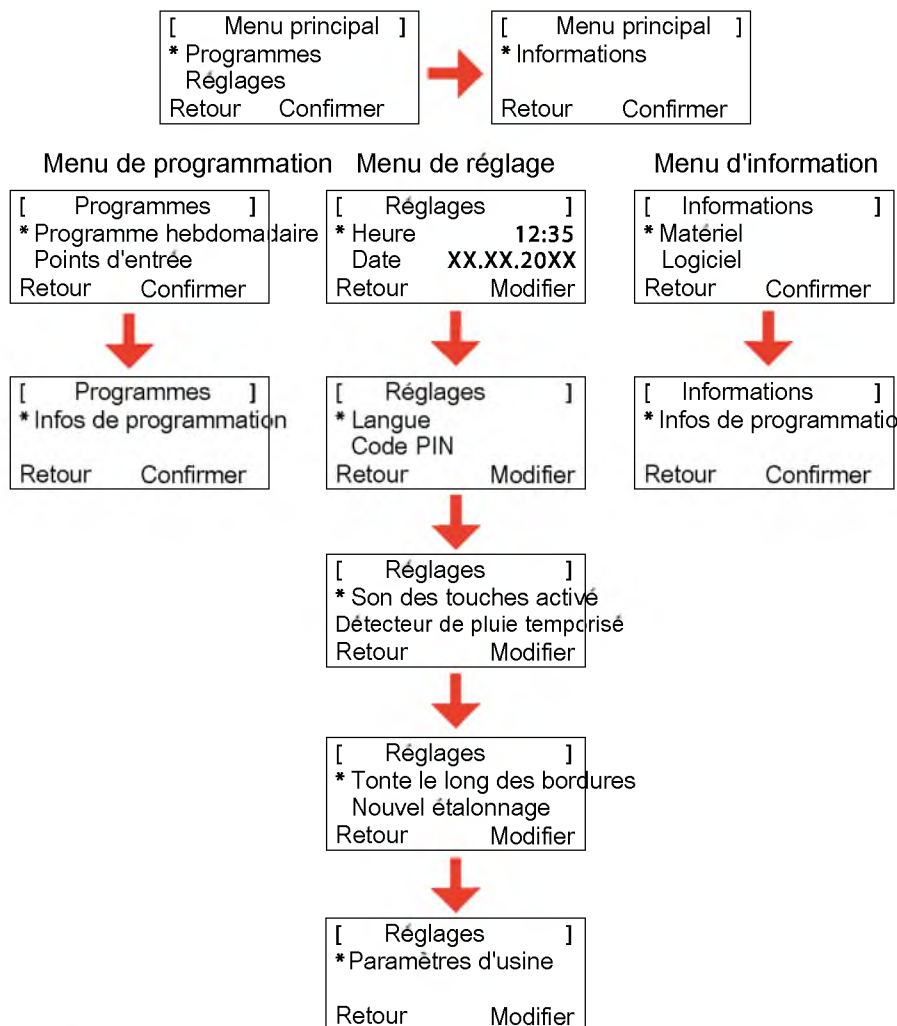 [ Menu principal ]
* Programmes
Réglages
Retour Confirmer
[ Menu principal ]
* Informations
Retour Confirmer
Menu de programmation
[ Programmes ]
* Programme hebdomadaire
Points d'entrée
Retour Confirmer
[ Programmes ]
* Infos de programmation
Retour Confirmer
Menu de réglage
[ Réglages ]
* Heure 12:35
Date XX.XX.20XX
Retour Modifier
[ Réglages ]
* Langue
Code PIN
Retour Modifier
[ Réglages ]
* Son des touches activé
Détecteur de pluie temporisé
Retour Modifier
[ Réglages ]
* Tonte le long des bordures
Nouvel étalonnage
Retour Modifier
[ Réglages ]
* Paramètres d'usine
Retour Modifier
Menu d'information
[ Informations ]
* Matériel
Logiciel
Retour Confirmer
[ Informations ]
* Infos de programmatio
Retour Confirmer